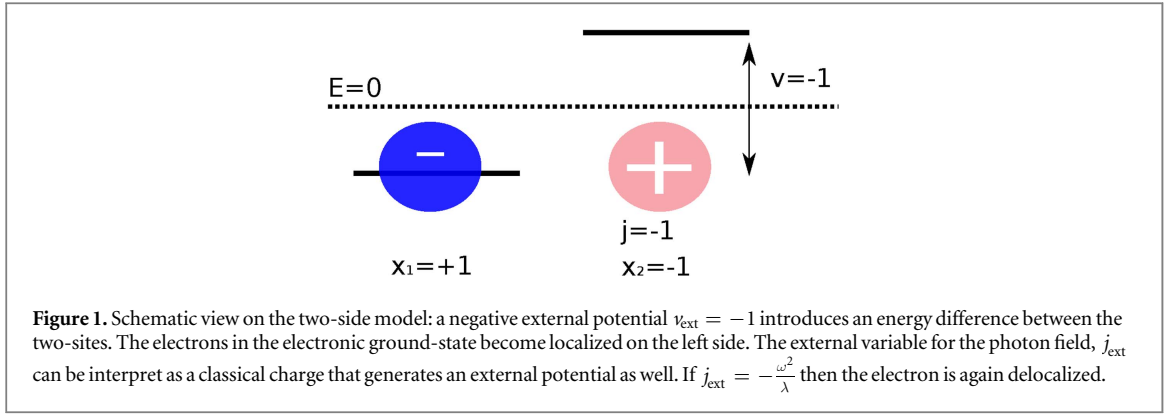 E=0
v=-1
−
+
j=-1
x₁=+1
x₂=-1
Figure 1. Schematic view on the two-side model: a negative external potential νext = −1 introduces an energy difference between the
two-sites. The electrons in the electronic ground-state become localized on the left side. The external variable for the photon field, jext
can be interpret as a classical charge that generates an external potential as well. If jext = −ω²/λ then the electron is again delocalized.